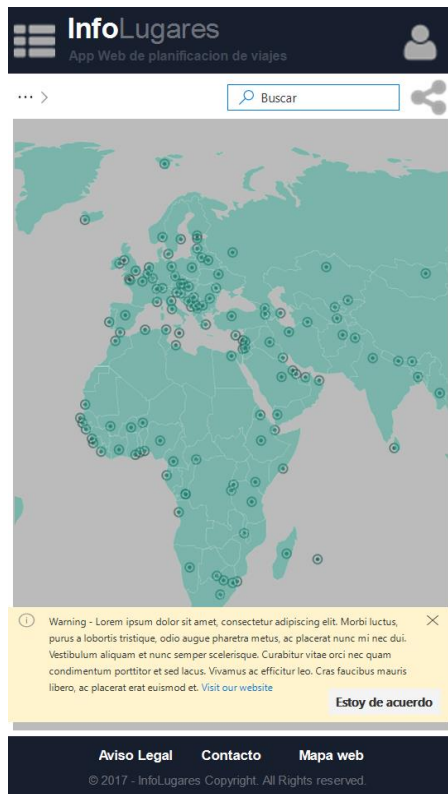 InfoLugares
App Web de planificacion de viajes
··· >
Buscar
Warning - Lorem ipsum dolor sit amet, consectetur adipiscing elit. Morbi luctus,
purus a lobortis tristique, odio augue pharetra metus, ac placerat nunc mi nec dui.
Vestibulum aliquam et nunc semper scelerisque. Curabitur vitae orci nec quam
condimentum porttitor et sed lacus. Vivamus ac efficitur leo. Cras faucibus mauris
libero, ac placerat erat euismod et. Visit our website
Estoy de acuerdo
Aviso Legal Contacto Mapa web
© 2017 - InfoLugares Copyright. All Rights reserved.